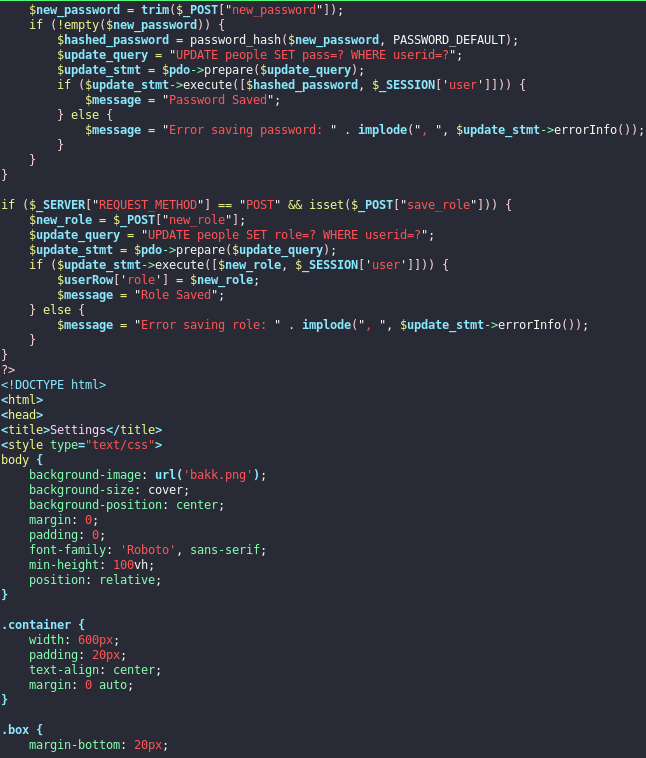 $new_password = trim($_POST["new_password"]);
    if (!empty($new_password)) {
        $hashed_password = password_hash($new_password, PASSWORD_DEFAULT);
        $update_query = "UPDATE people SET pass=? WHERE userid=?";
        $update_stmt = $pdo->prepare($update_query);
        if ($update_stmt->execute([$hashed_password, $_SESSION['user']])) {
            $message = "Password Saved";
        } else {
            $message = "Error saving password: " . implode(", ", $update_stmt->errorInfo());
        }
    }
}

if ($_SERVER["REQUEST_METHOD"] == "POST" && isset($_POST["save_role"])) {
    $new_role = $_POST["new_role"];
    $update_query = "UPDATE people SET role=? WHERE userid=?";
    $update_stmt = $pdo->prepare($update_query);
    if ($update_stmt->execute([$new_role, $_SESSION['user']])) {
        $userRow['role'] = $new_role;
        $message = "Role Saved";
    } else {
        $message = "Error saving role: " . implode(", ", $update_stmt->errorInfo());
    }
}
?>
<!DOCTYPE html>
<html>
<head>
<title>Settings</title>
<style type="text/css">
body {
    background-image: url('bakk.png');
    background-size: cover;
    background-position: center;
    margin: 0;
    padding: 0;
    font-family: 'Roboto', sans-serif;
    min-height: 100vh;
    position: relative;
}

.container {
    width: 600px;
    padding: 20px;
    text-align: center;
    margin: 0 auto;
}

.box {
    margin-bottom: 20px;